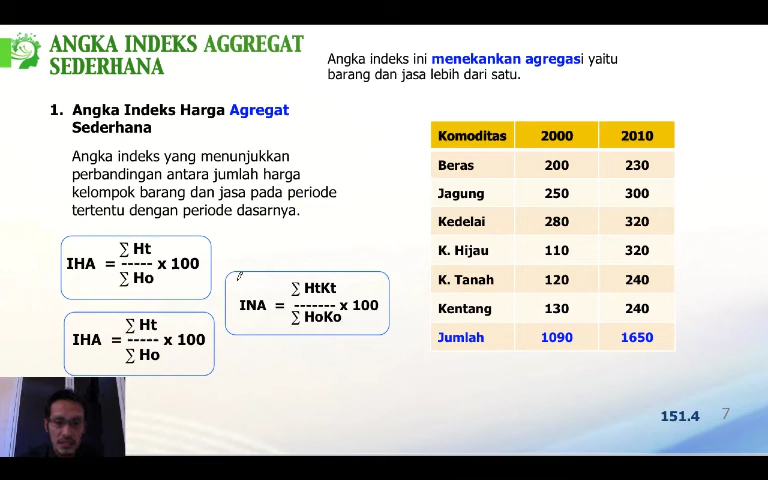 ANGKA INDEKS AGGREGAT
SEDERHANA
Angka indeks ini menekankan agregasi yaitu
barang dan jasa lebih dari satu.
1. Angka Indeks Harga Agregat
Sederhana
Angka indeks yang menunjukkan
perbandingan antara jumlah harga
kelompok barang dan jasa pada periode
tertentu dengan periode dasarnya.
∑ Ht
IHA = ----- x 100
∑ Ho
∑ HtKt
INA = ------- x 100
∑ HoKo
∑ Ht
IHA = ----- x 100
∑ Ho
Komoditas 2000 2010
Beras 200 230
Jagung 250 300
Kedelai 280 320
K. Hijau 110 320
K. Tanah 120 240
Kentang 130 240
Jumlah 1090 1650
151.4 7